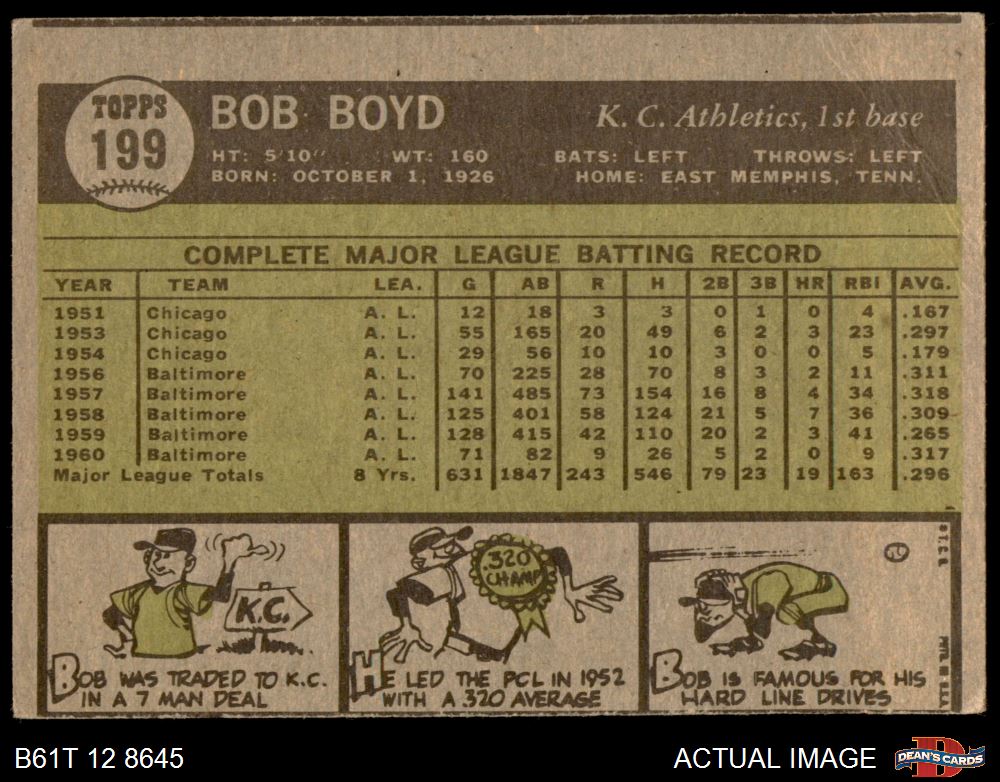 TOPPS
199
BOB BOYD
K. C. Athletics, 1st base
HT: 5'10" WT: 160 BATS: LEFT THROWS: LEFT
BORN: OCTOBER 1, 1926 HOME: EAST MEMPHIS, TENN.
COMPLETE MAJOR LEAGUE BATTING RECORD
YEAR TEAM LEA. G AB R H 2B 3B HR RBI AVG.
1951 Chicago A. L. 12 18 3 3 0 1 0 4 .167
1953 Chicago A. L. 55 165 20 49 6 2 3 23 .297
1954 Chicago A. L. 29 56 10 10 3 0 0 5 .179
1956 Baltimore A. L. 70 225 28 70 8 3 2 11 .311
1957 Baltimore A. L. 141 485 73 154 16 8 4 34 .318
1958 Baltimore A. L. 125 401 58 124 21 5 7 36 .309
1959 Baltimore A. L. 128 415 42 110 20 2 3 41 .265
1960 Baltimore A. L. 71 82 9 26 5 2 0 9 .317
Major League Totals 8 Yrs. 631 1847 243 546 79 23 19 163 .296
K.C.
BOB WAS TRADED TO K.C.
IN A 7 MAN DEAL
.320
CHAMP
HE LED THE PCL IN 1952
WITH A 320 AVERAGE
BOB IS FAMOUS FOR HIS
HARD LINE DRIVES
B61T 12 8645
ACTUAL IMAGE
D
DEAN'S CARDS